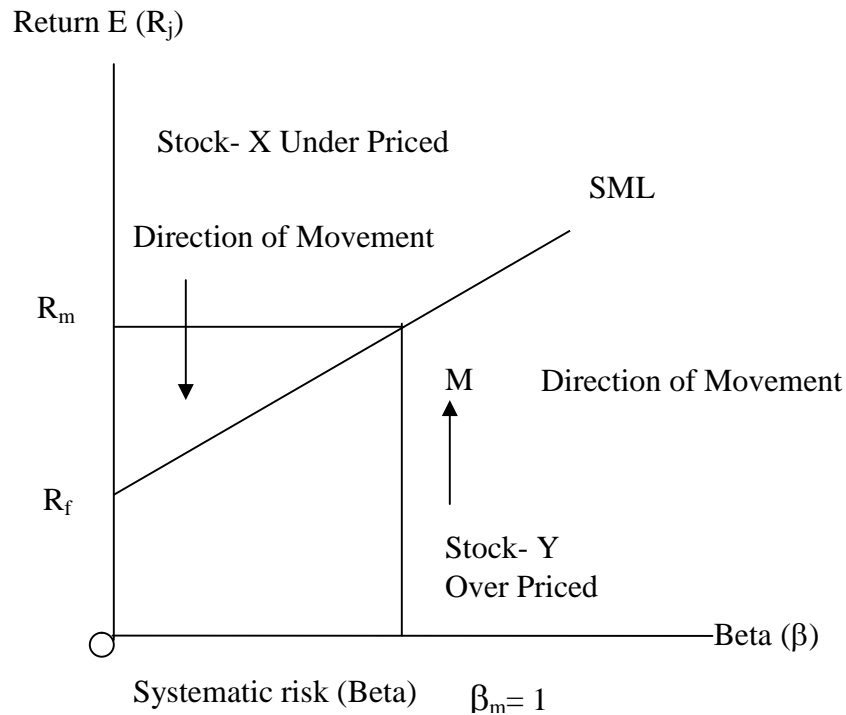 Return E (Rj)
Stock- X Under Priced
SML
Direction of Movement
Rm
M Direction of Movement
Rf
Stock- Y
Over Priced
Beta (β)
Systematic risk (Beta) βm= 1